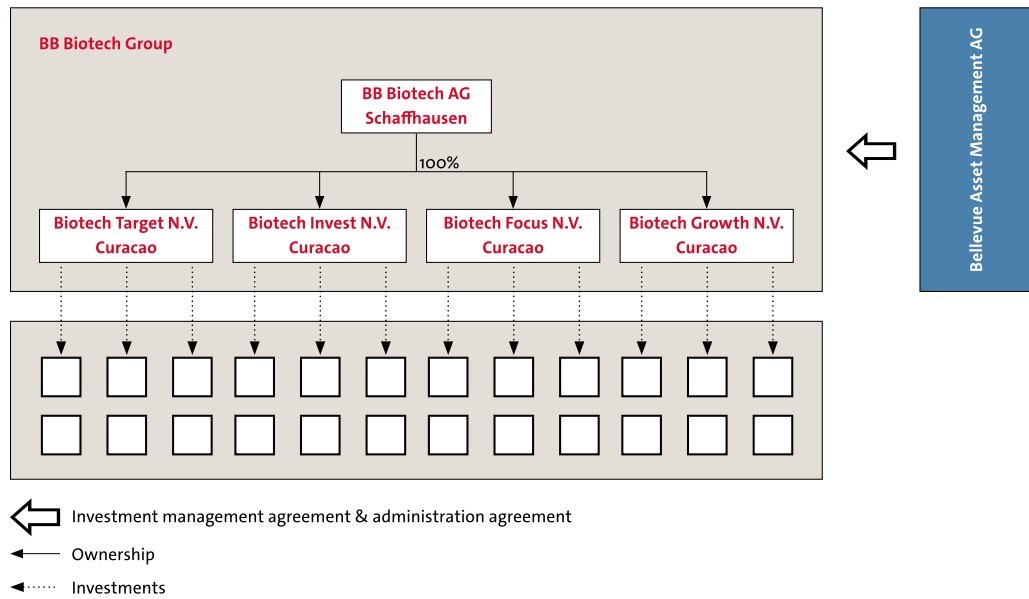 BB Biotech Group
BB Biotech AG
Schaffhausen
100%
Biotech Target N.V.
Curacao
Biotech Invest N.V.
Curacao
Biotech Focus N.V.
Curacao
Biotech Growth N.V.
Curacao
Bellevue Asset Management AG
Investment management agreement & administration agreement
Ownership
Investments